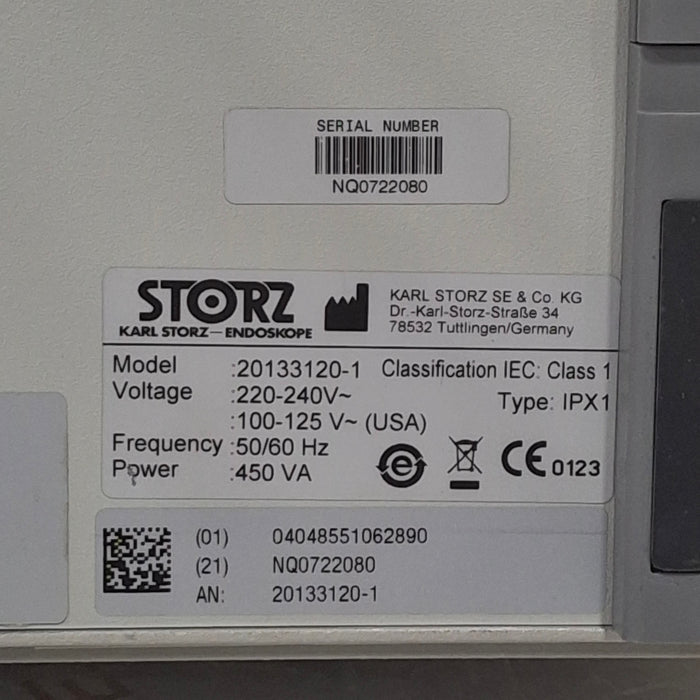 SERIAL NUMBER
NQ0722080
STORZ
KARL STORZ—ENDOSKOPE
KARL STORZ SE & Co. KG
Dr.-Karl-Storz-Straße 34
78532 Tuttlingen/Germany
Model :20133120-1 Classification IEC: Class 1
Voltage :220-240V~ Type: IPX1
:100-125 V~ (USA)
Frequency :50/60 Hz
Power :450 VA
e CE 0123
(01) 04048551062890
(21) NQ0722080
AN: 20133120-1